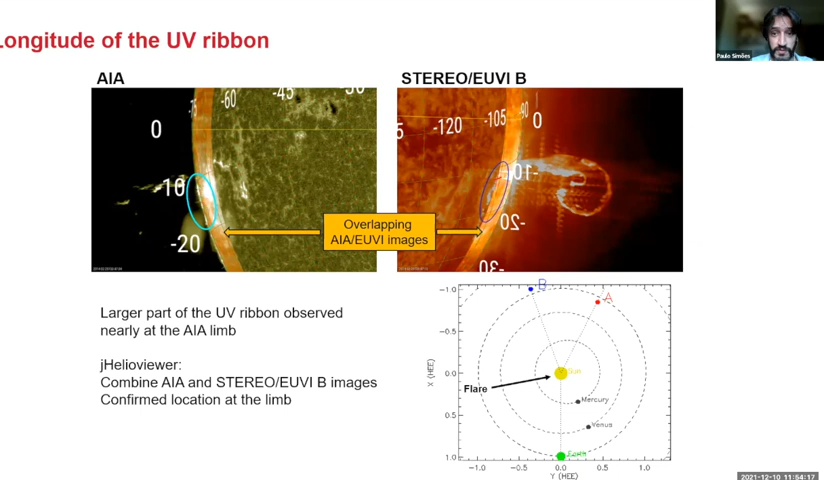 Longitude of the UV ribbon
Paulo Simões
AIA
STEREO/EUVI B
-75
-60
-45
0
-10
-20
5
-120
-105
-90
0
-10
-20
-30
Overlapping
AIA/EUVI images
Larger part of the UV ribbon observed
nearly at the AIA limb
jHelioviewer:
Combine AIA and STEREO/EUVI B images
Confirmed location at the limb
B
A
-1.0
-0.5
0.0
0.5
1.0
X (HEE)
Sun
Flare
Mercury
Venus
Earth
-1.0 -0.5 0.0 0.5 1.0
Y (HEE)
2021-12-10 11:54:17